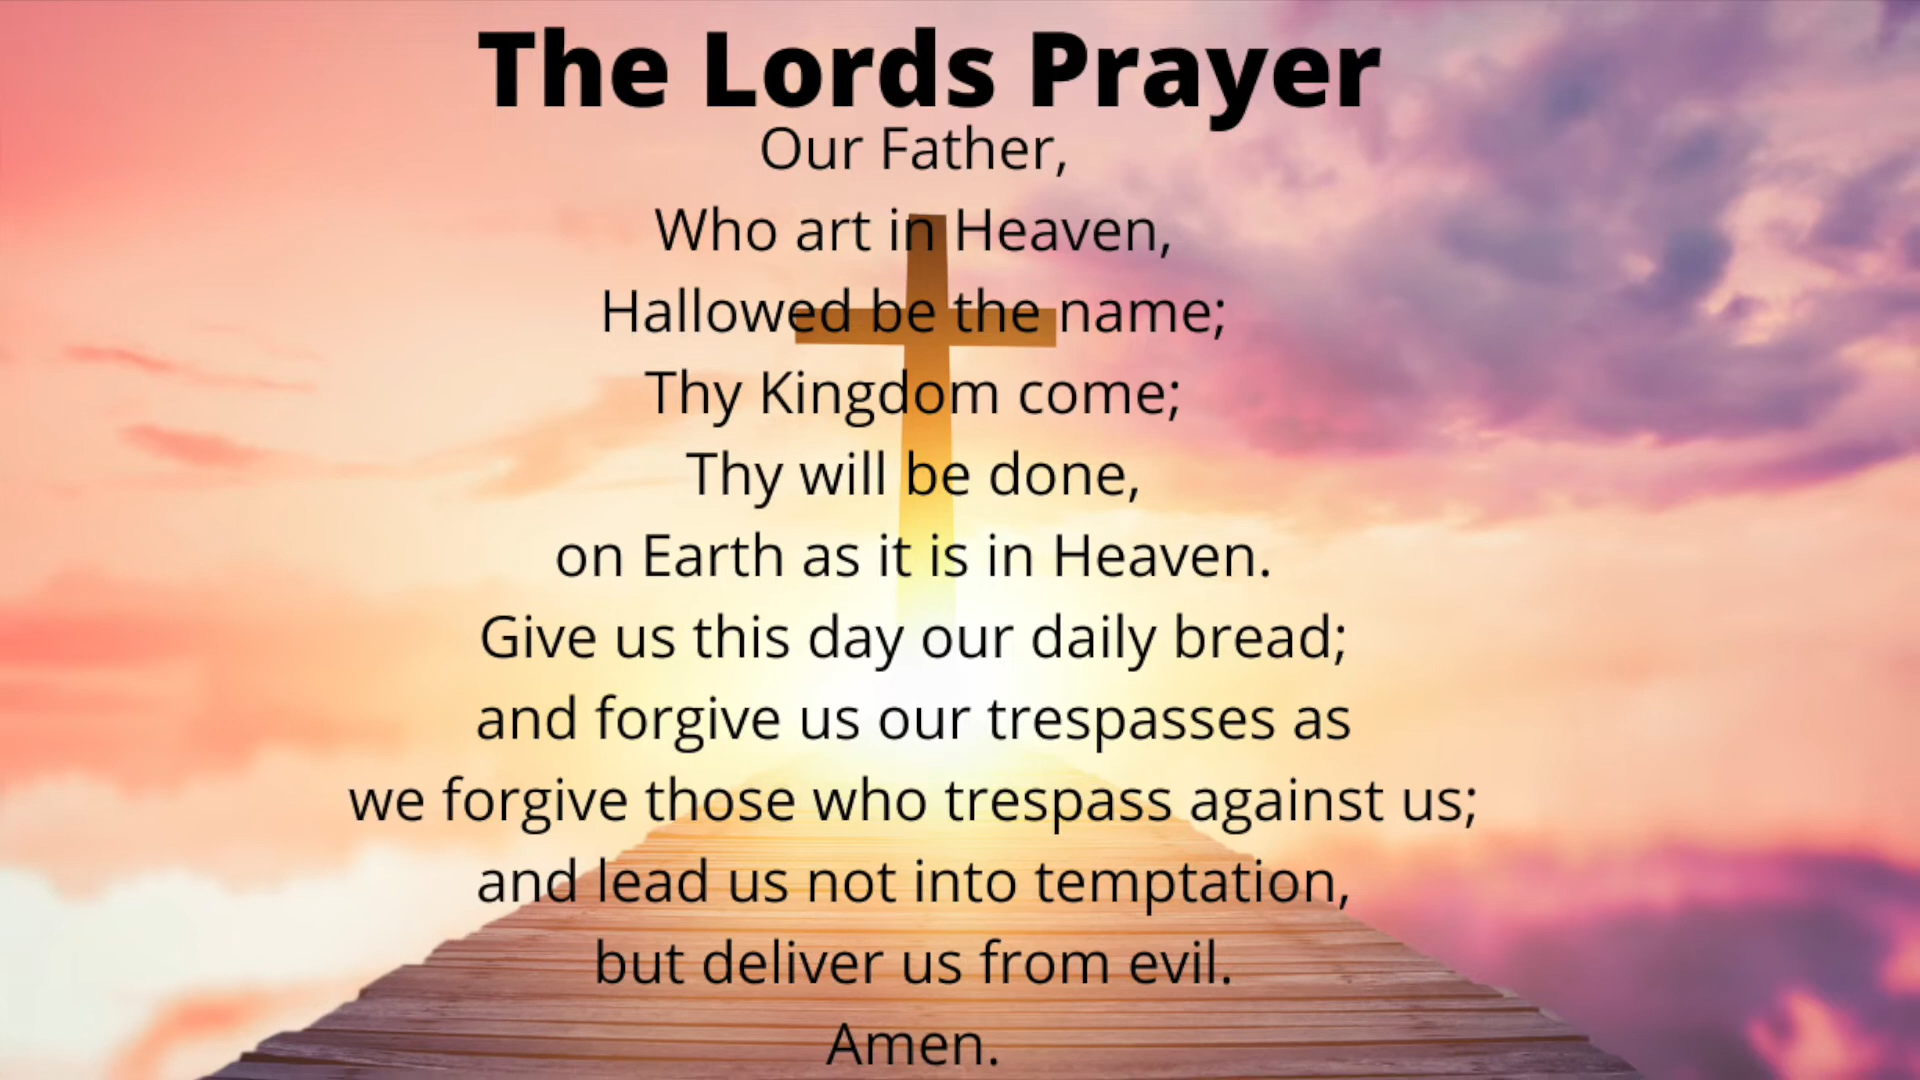 The Lords Prayer
Our Father,
Who art in Heaven,
Hallowed be the name;
Thy Kingdom come;
Thy will be done,
on Earth as it is in Heaven.
Give us this day our daily bread;
and forgive us our trespasses as
we forgive those who trespass against us;
and lead us not into temptation,
but deliver us from evil.
Amen.